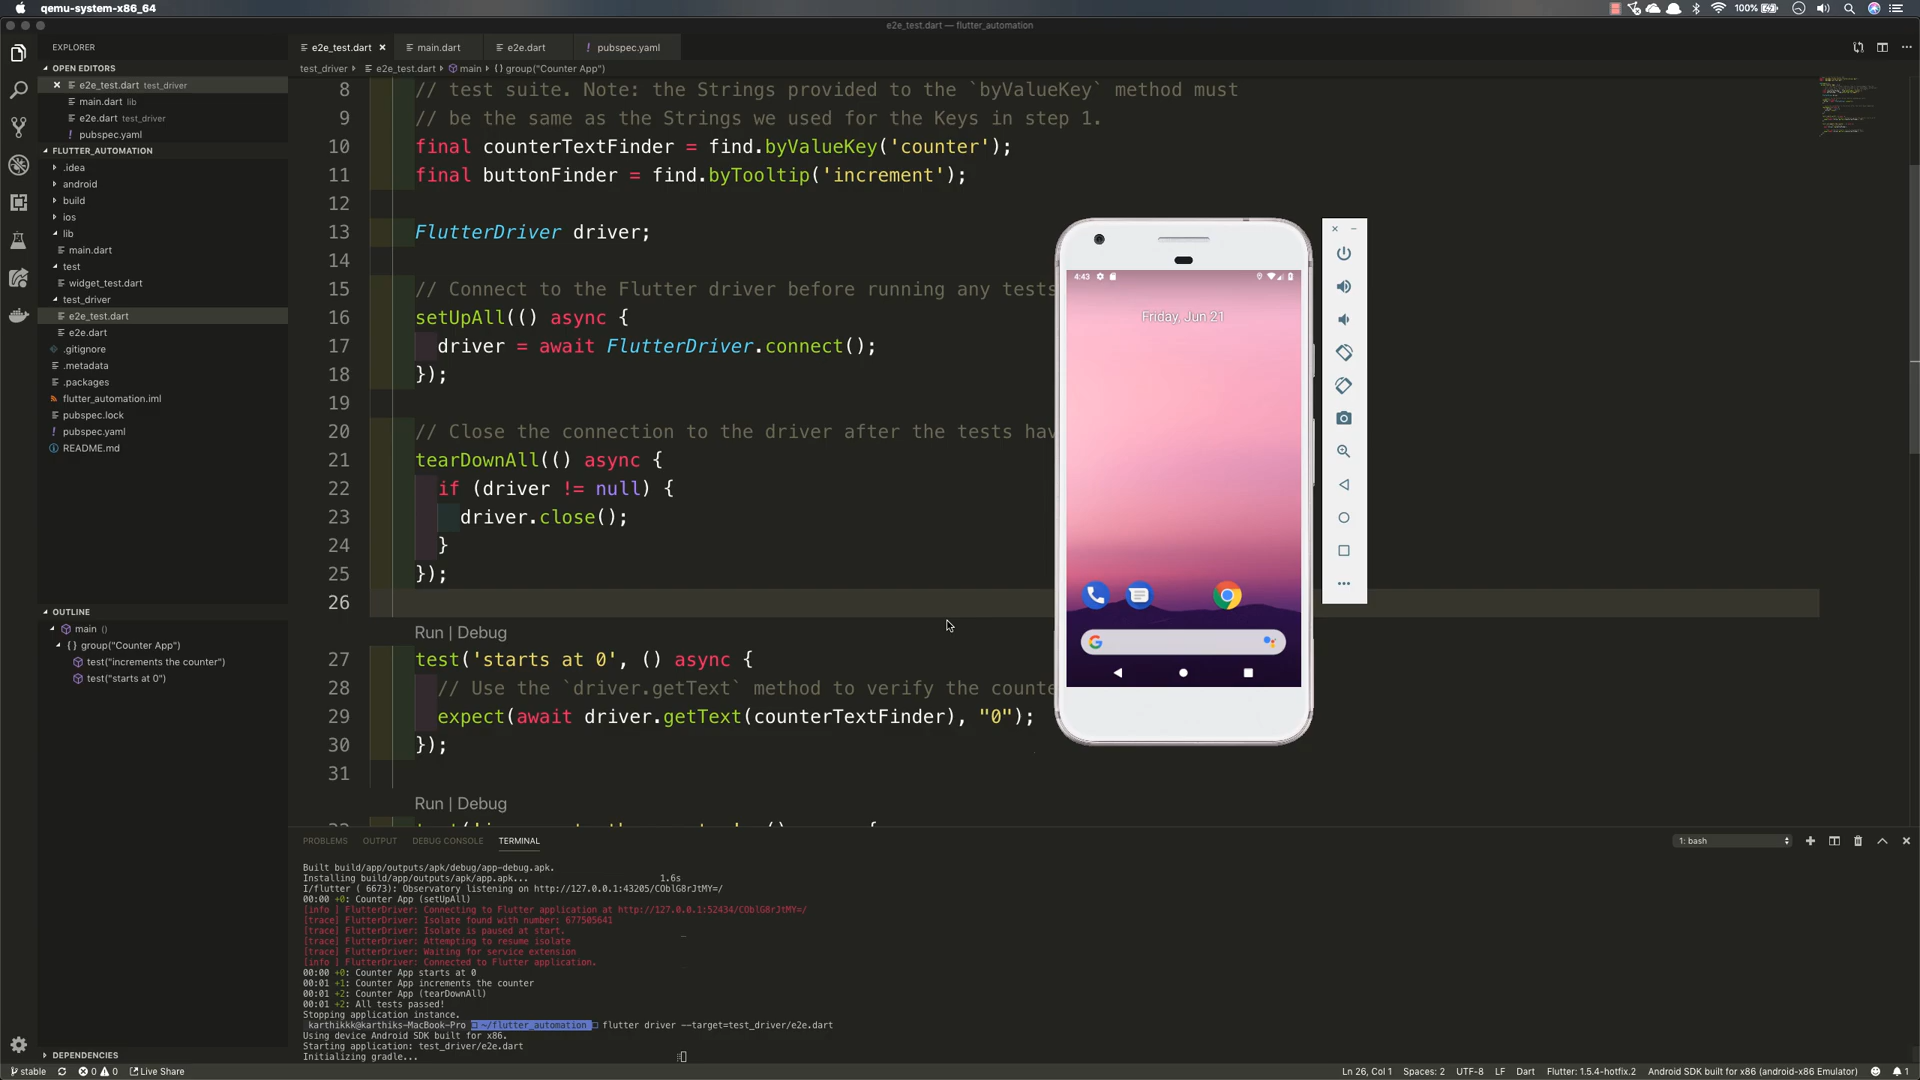 qemu-system-x86_64
100%
e2e_test.dart — flutter_automation
EXPLORER
e2e_test.dart
main.dart
e2e.dart
! pubspec.yaml
OPEN EDITORS
test_driver
e2e_test.dart
main
{} group("Counter App")
e2e_test.dart test_driver
main.dart lib
e2e.dart test_driver
! pubspec.yaml
FLUTTER_AUTOMATION
.idea
android
build
ios
lib
main.dart
test
widget_test.dart
test_driver
e2e_test.dart
e2e.dart
.gitignore
.metadata
.packages
flutter_automation.iml
pubspec.lock
! pubspec.yaml
README.md
OUTLINE
main ()
{} group("Counter App")
test("increments the counter")
test("starts at 0")
DEPENDENCIES
8 // test suite. Note: the Strings provided to the `byValueKey` method must
9 // be the same as the Strings we used for the Keys in step 1.
10 final counterTextFinder = find.byValueKey('counter');
11 final buttonFinder = find.byTooltip('increment');
12
13 FlutterDriver driver;
14
15 // Connect to the Flutter driver before running any tests
16 setUpAll(() async {
17 driver = await FlutterDriver.connect();
18 });
19
20 // Close the connection to the driver after the tests hav
21 tearDownAll(() async {
22 if (driver != null) {
23 driver.close();
24 }
25 });
26
Run | Debug
27 test('starts at 0', () async {
28 // Use the `driver.getText` method to verify the counte
29 expect(await driver.getText(counterTextFinder), "0");
30 });
31
Run | Debug
4:43
Friday, Jun 21
G
PROBLEMS
OUTPUT
DEBUG CONSOLE
TERMINAL
1: bash
Built build/app/outputs/apk/debug/app-debug.apk.
Installing build/app/outputs/apk/app.apk... 1.6s
I/flutter ( 6673): Observatory listening on http://127.0.0.1:43205/COblG8rJtMY=/
00:00 +0: Counter App (setUpAll)
[info ] FlutterDriver: Connecting to Flutter application at http://127.0.0.1:52434/COblG8rJtMY=/
[trace] FlutterDriver: Isolate found with number: 677505641
[trace] FlutterDriver: Isolate is paused at start.
[trace] FlutterDriver: Attempting to resume isolate
[trace] FlutterDriver: Waiting for service extension
[info ] FlutterDriver: Connected to Flutter application.
00:00 +0: Counter App starts at 0
00:01 +1: Counter App increments the counter
00:01 +2: Counter App (tearDownAll)
00:01 +2: All tests passed!
Stopping application instance.
karthikkk@karthiks-MacBook-Pro ~/flutter_automation flutter driver --target=test_driver/e2e.dart
Using device Android SDK built for x86.
Starting application: test_driver/e2e.dart
Initializing gradle...
stable
0
0
Live Share
Ln 26, Col 1
Spaces: 2
UTF-8
LF
Dart
Flutter: 1.5.4-hotfix.2
Android SDK built for x86 (android-x86 Emulator)
1